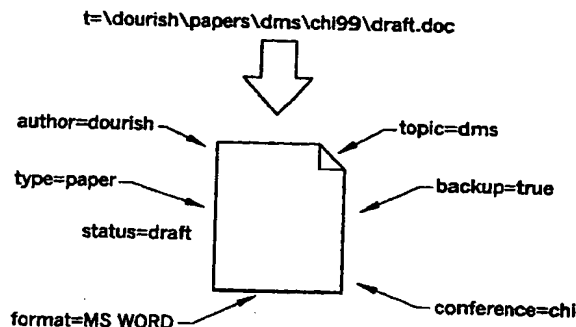 t=\dourish\papers\dms\chi99\draft.doc
author=dourish
topic=dms
type=paper
backup=true
status=draft
conference=chi
format=MS WORD